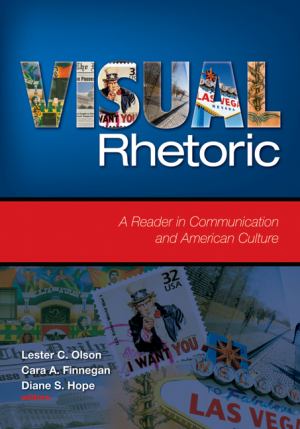 VISUAL
Rhetoric
A Reader in Communication
and American Culture
Lester C. Olson
Cara A. Finnegan
Diane S. Hope
editors
32
USA
I WANT YOU
LAS VEGAS